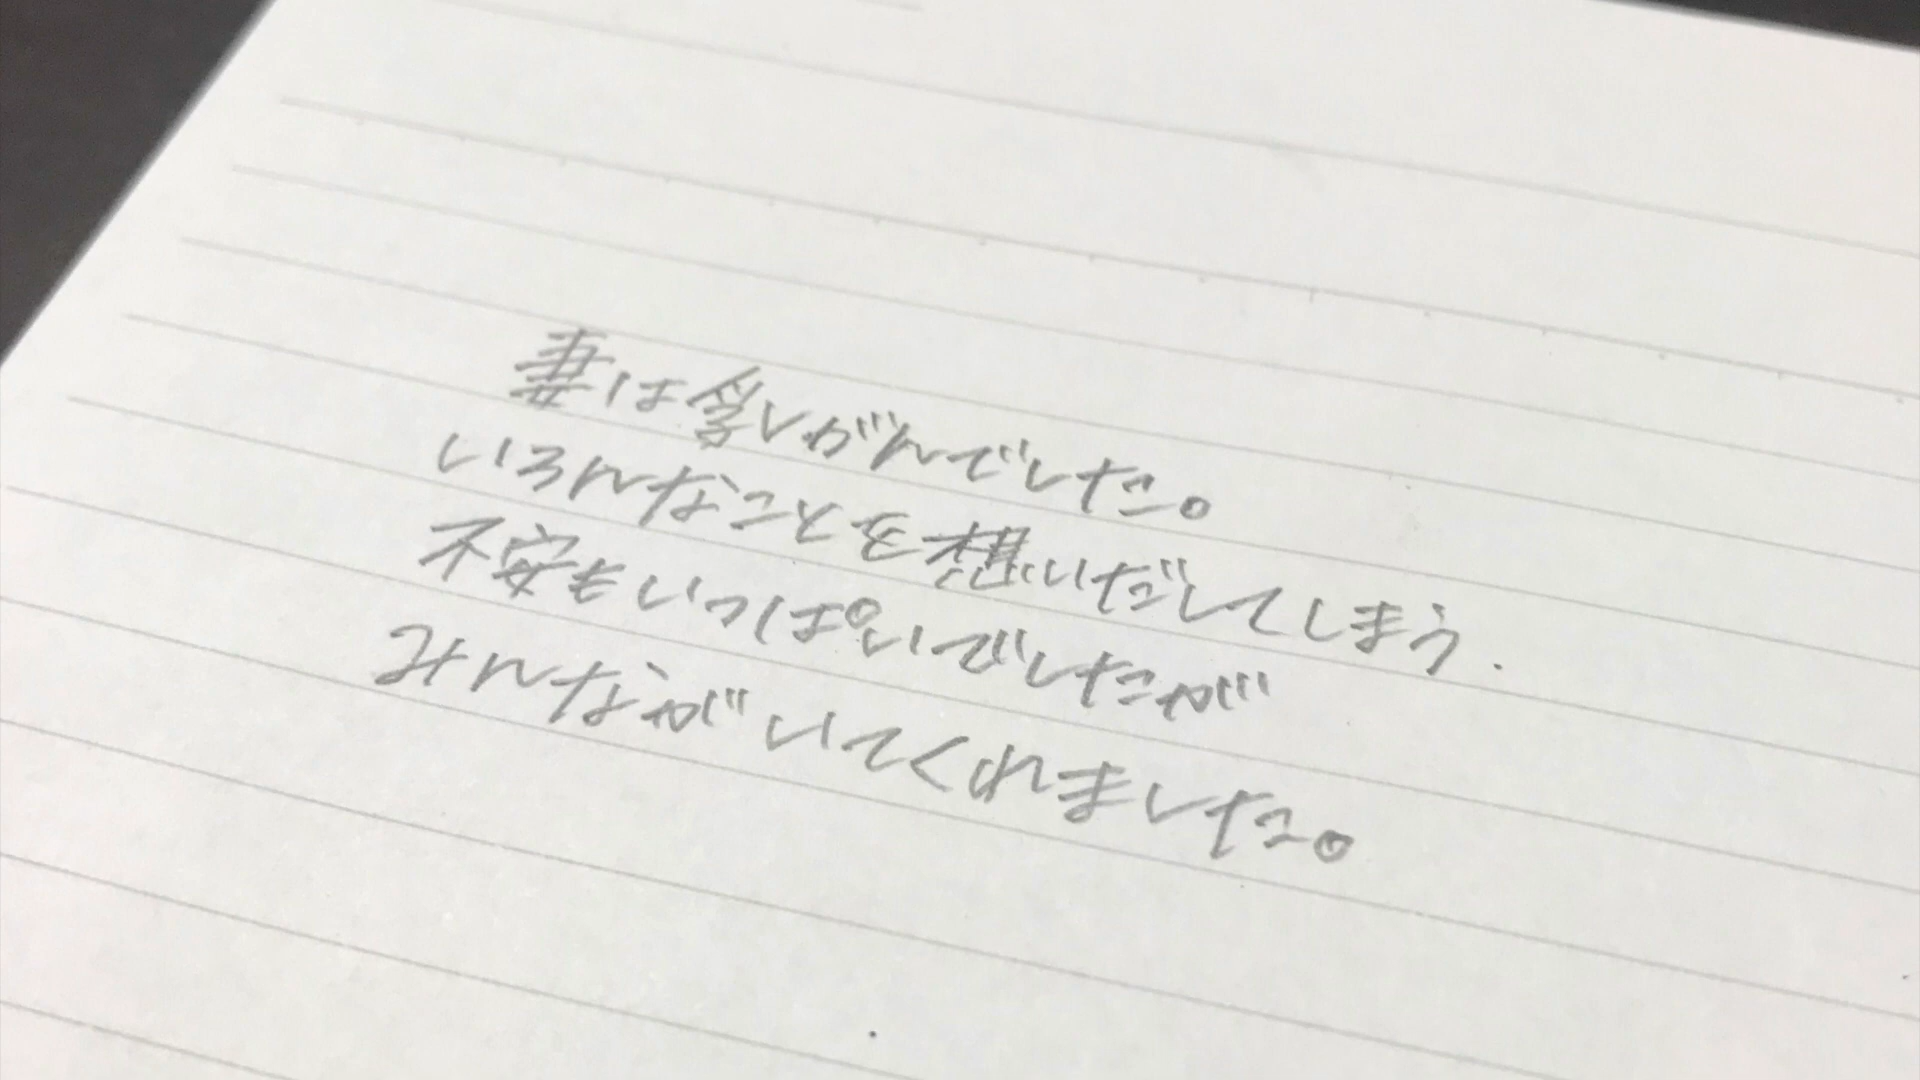 妻は乳がんでした。
いろんなことを想いだしてしまう.
不安もいっぱいでしたが
みんながいてくれました。